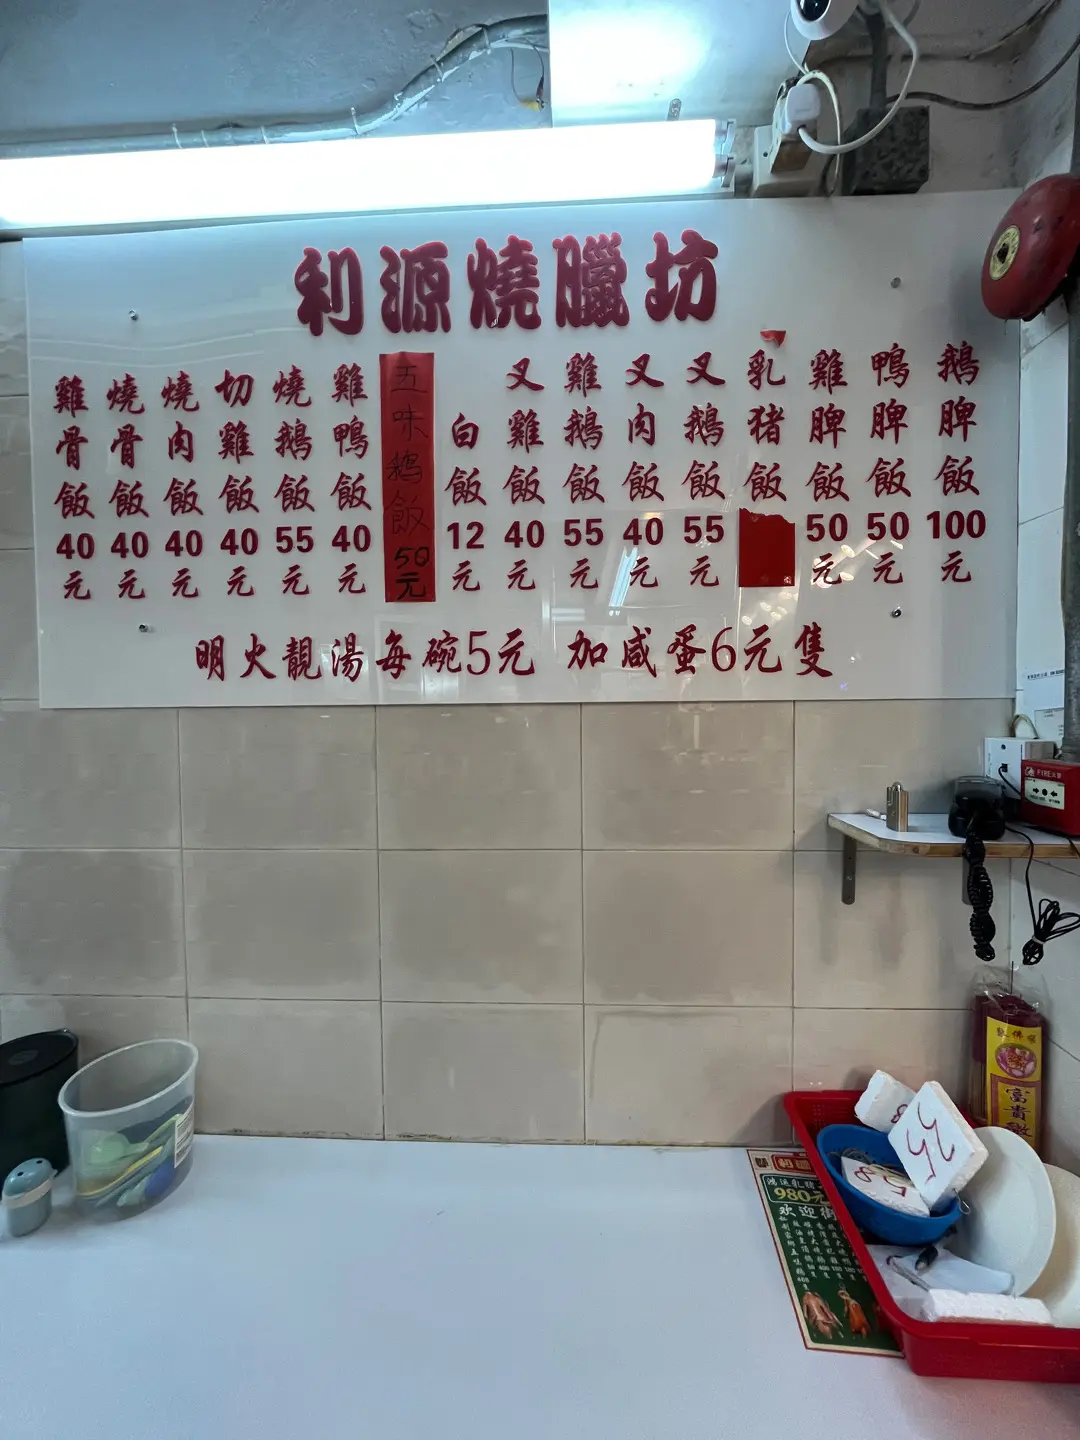 利源燒臘坊
雞骨飯40元
燒骨飯40元
燒肉飯40元
切雞飯40元
燒鵝飯55元
雞鴨飯40元
五味鵝飯50元
白飯12元
叉雞飯40元
雞鵝飯55元
叉肉飯40元
叉鵝飯55元
乳豬飯
雞脾飯50元
鴨脾飯50元
鵝脾飯100元
明火靚湯每碗5元 加咸蛋6元隻
FIRE
富貴
55
58
980元
欢迎